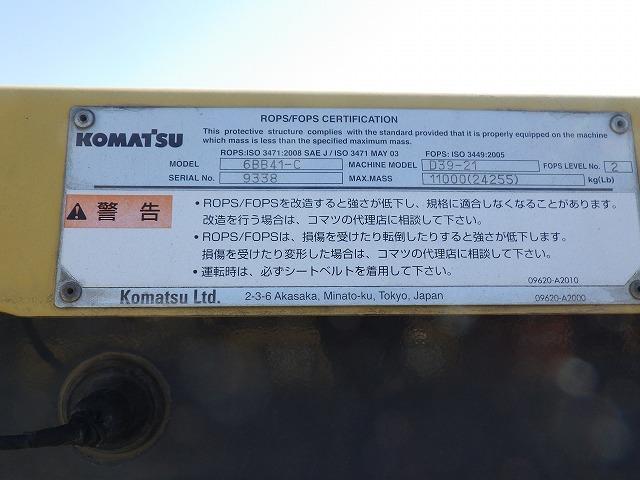 ROPS/FOPS CERTIFICATION
KOMATSU
This protective structure complies with the standard provided that it is properly equipped on the machine
which mass is less than the specified maximum mass.
ROPS:ISO 3471:2008 SAE J / ISO 3471 MAY 03 FOPS: ISO 3449:2005
MODEL 6BB41-C MACHINE MODEL D39-21 FOPS LEVEL No. 2
SERIAL No. 9338 MAX.MASS 11000(24255) kg(Lb)
警告
・ROPS/FOPSを改造すると強さが低下し、規格に適合しなくなることがあります。
改造を行う場合は、コマツの代理店に相談して下さい。
・ROPS/FOPSは、損傷を受けたり転倒したりすると強さが低下します。
損傷を受けたり変形した場合は、コマツの代理店に相談して下さい。
・運転時は、必ずシートベルトを着用して下さい。
09620-A2010
Komatsu Ltd. 2-3-6 Akasaka, Minato-ku, Tokyo, Japan 09620-A2000